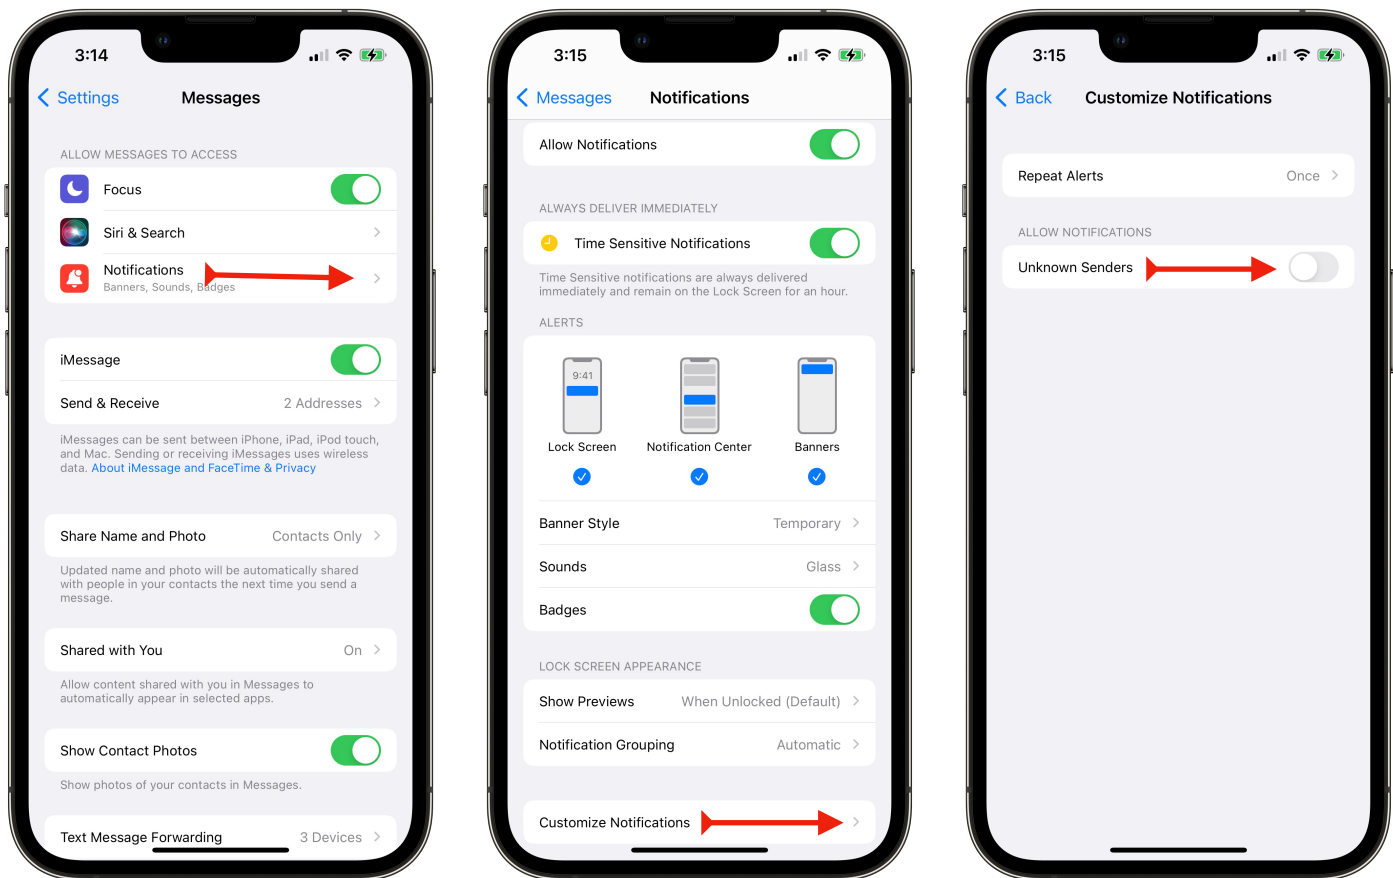 3:14
Settings
Messages
ALLOW MESSAGES TO ACCESS
Focus
Siri & Search
Notifications
Banners, Sounds, Badges
iMessage
Send & Receive
2 Addresses
iMessages can be sent between iPhone, iPad, iPod touch,
and Mac. Sending or receiving iMessages uses wireless
data. About iMessage and FaceTime & Privacy
Share Name and Photo
Contacts Only
Updated name and photo will be automatically shared
with people in your contacts the next time you send a
message.
Shared with You
On
Allow content shared with you in Messages to
automatically appear in selected apps.
Show Contact Photos
Show photos of your contacts in Messages.
Text Message Forwarding
3 Devices
3:15
Messages
Notifications
Allow Notifications
ALWAYS DELIVER IMMEDIATELY
Time Sensitive Notifications
Time Sensitive notifications are always delivered
immediately and remain on the Lock Screen for an hour.
ALERTS
9:41
Lock Screen
Notification Center
Banners
Banner Style
Temporary
Sounds
Glass
Badges
LOCK SCREEN APPEARANCE
Show Previews
When Unlocked (Default)
Notification Grouping
Automatic
Customize Notifications
3:15
Back
Customize Notifications
Repeat Alerts
Once
ALLOW NOTIFICATIONS
Unknown Senders